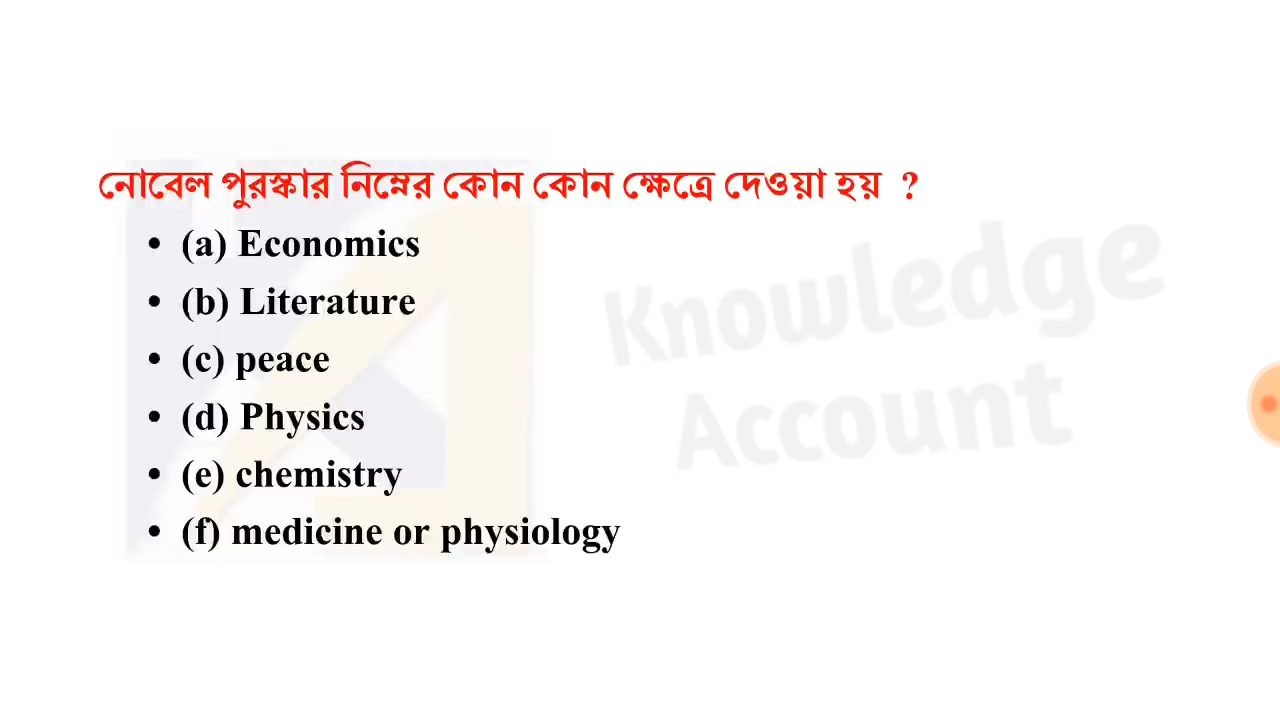 নোবেল পুরস্কার নিম্নের কোন কোন ক্ষেত্রে দেওয়া হয় ?
• (a) Economics
• (b) Literature
• (c) peace
• (d) Physics
• (e) chemistry
• (f) medicine or physiology
Knowledge
Account